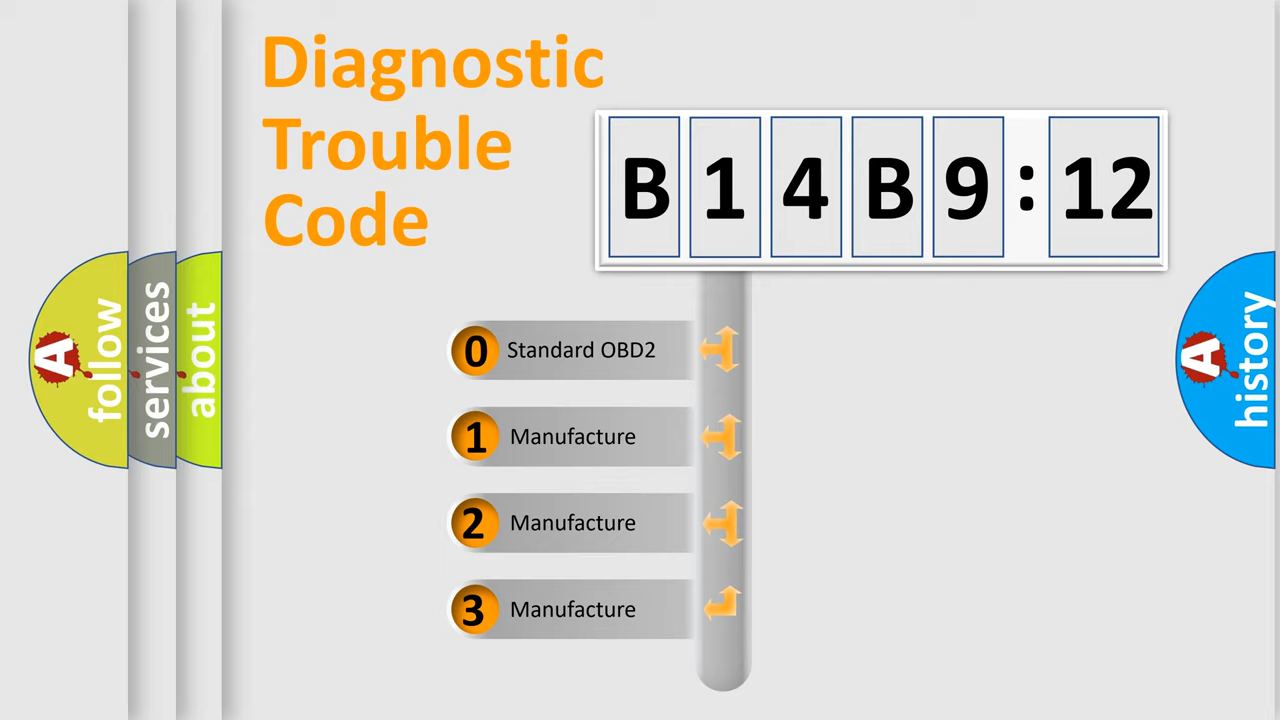 Diagnostic
Trouble
Code
B 1 4 B 9 : 12
0 Standard OBD2
1 Manufacture
2 Manufacture
3 Manufacture
A follow
services
about
A history